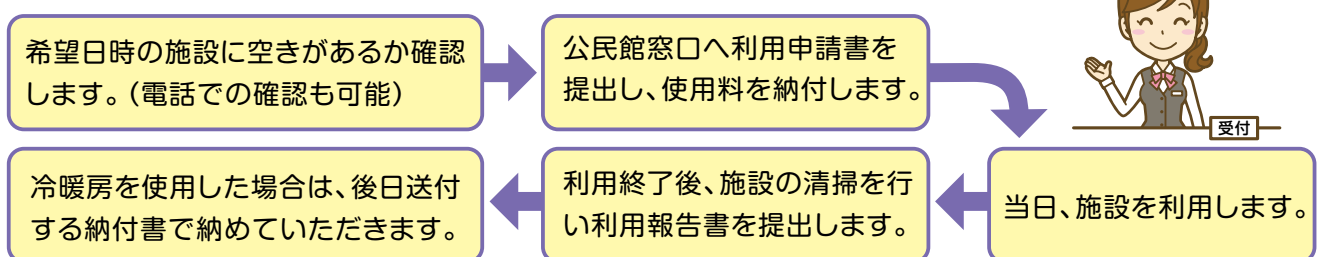 希望日時の施設に空きがあるか確認
します。（電話での確認も可能）
公民館窓口へ利用申請書を
提出し、使用料を納付します。
受付
当日、施設を利用します。
利用終了後、施設の清掃を行
い利用報告書を提出します。
冷暖房を使用した場合は、後日送付
する納付書で納めていただきます。